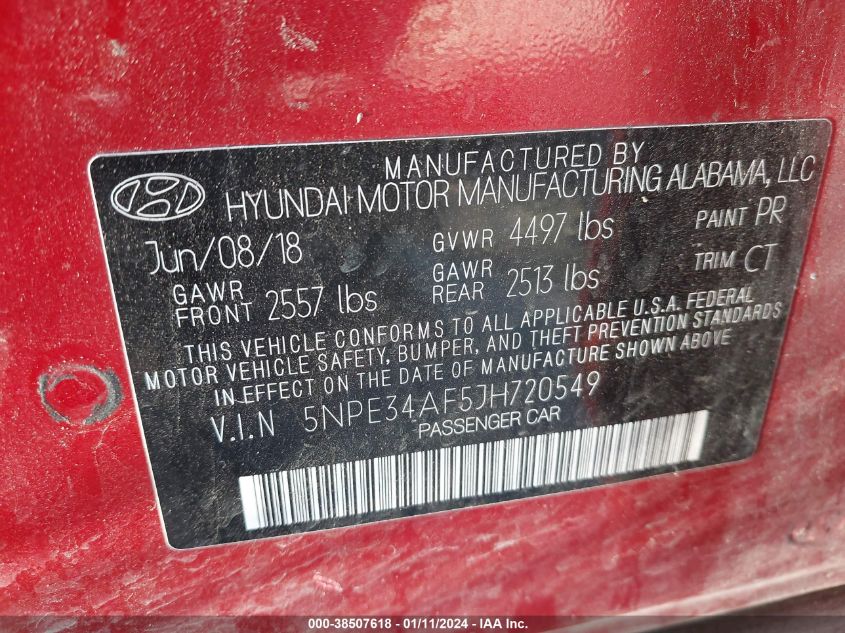 MANUFACTURED BY
HYUNDAI MOTOR MANUFACTURING ALABAMA, LLC
Jun/08/18 GVWR 4497 lbs PAINT PR
GAWR FRONT 2557 lbs GAWR REAR 2513 lbs TRIM CT
THIS VEHICLE CONFORMS TO ALL APPLICABLE U.S.A. FEDERAL
MOTOR VEHICLE SAFETY, BUMPER, AND THEFT PREVENTION STANDARDS
IN EFFECT ON THE DATE OF MANUFACTURE SHOWN ABOVE
V.I.N 5NPE34AF5JH720549
PASSENGER CAR
000-38507618 - 01/11/2024 - IAA Inc.